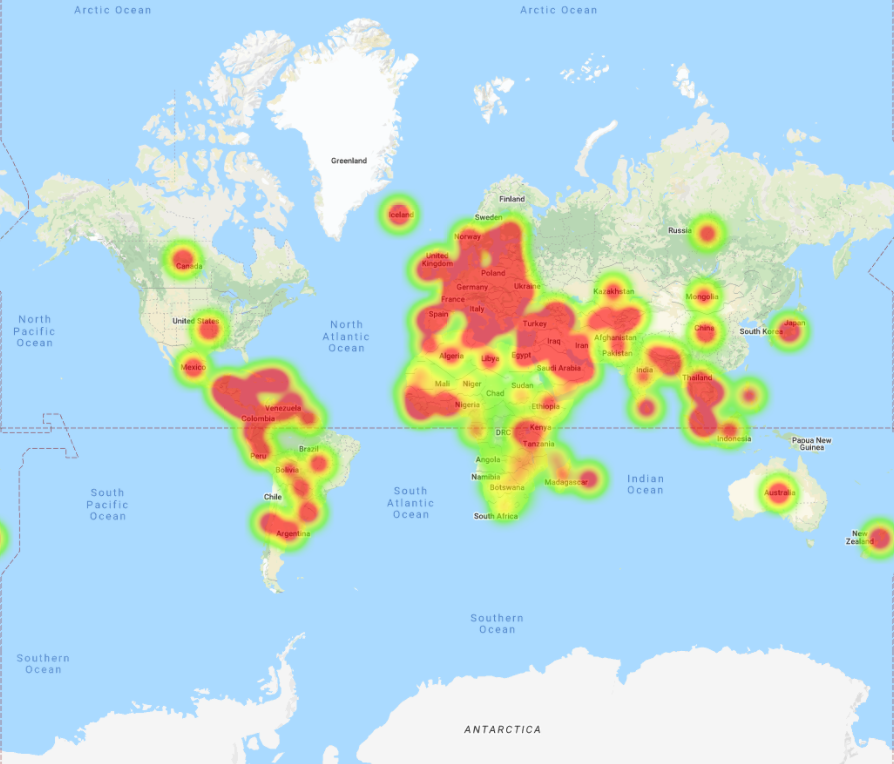 Arctic Ocean
Arctic Ocean
Greenland
Finland
Iceland
Sweden
Norway
Russia
United
Kingdom
Canada
Poland
Germany
Ukraine
Kazakhstan
Mongolia
France
Italy
Spain
North
Pacific
Ocean
United States
North
Atlantic
Ocean
Turkey
China
South Korea
Japan
Iraq
Iran
Afghanistan
Pakistan
Algeria
Libya
Egypt
Saudi Arabia
India
Mexico
Thailand
Mali
Niger
Chad
Sudan
Nigeria
Ethiopia
Venezuela
Colombia
DRC
Kenya
Indonesia
Papua New
Guinea
Tanzania
Brazil
Peru
Angola
Bolivia
Namibia
Botswana
Madagascar
Indian
Ocean
South
Pacific
Ocean
Chile
South
Atlantic
Ocean
Australia
South Africa
Argentina
New
Zealand
Southern
Ocean
Southern
Ocean
ANTARCTICA